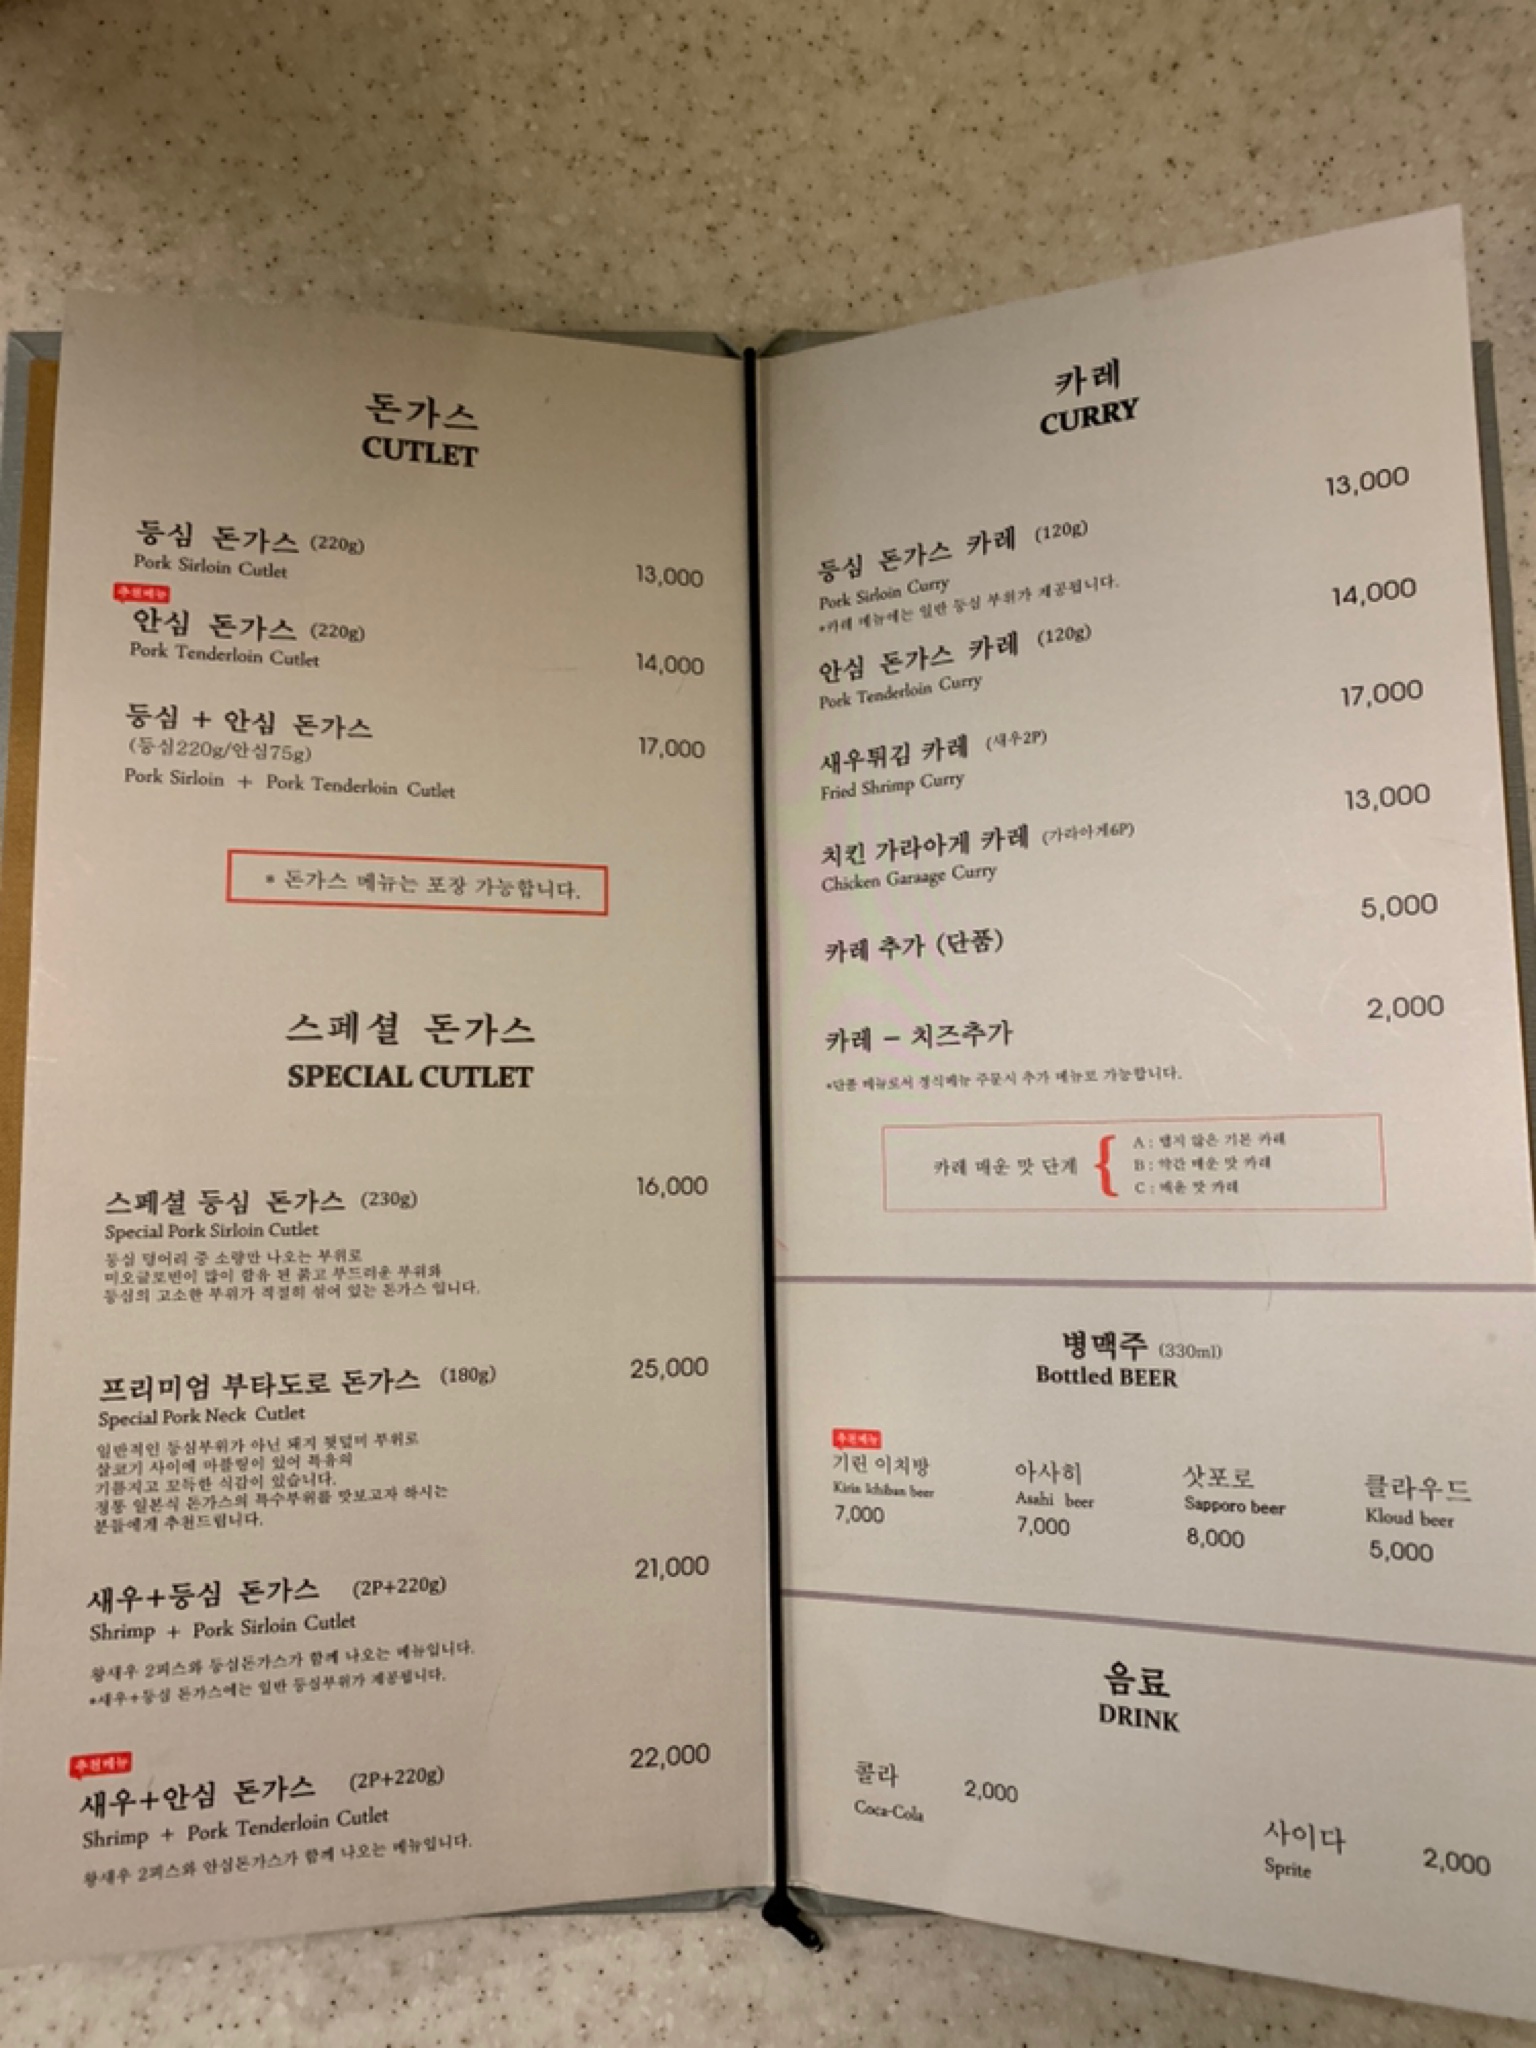 돈가스
CUTLET
등심 돈가스 (220g)
Pork Sirloin Cutlet
13,000
추천메뉴
안심 돈가스 (220g)
Pork Tenderloin Cutlet
14,000
등심 + 안심 돈가스
(등심220g/안심75g)
Pork Sirloin + Pork Tenderloin Cutlet
17,000
* 돈가스 메뉴는 포장 가능합니다.
스페셜 돈가스
SPECIAL CUTLET
스페셜 등심 돈가스 (230g)
16,000
Special Pork Sirloin Cutlet
등심 덩어리 중 소량만 나오는 부위로
미오글로빈이 많이 함유 된 붉고 부드러운 부위와
등심의 고소한 부위가 적절히 섞여 있는 돈가스 입니다.
프리미엄 부타도로 돈가스 (180g)
25,000
Special Pork Neck Cutlet
일반적인 등심부위가 아닌 돼지 뒷덜미 부위로
살코기 사이에 마블링이 있어 특유의
기름지고 꼬득한 식감이 있습니다.
정통 일본식 돈가스의 특수부위를 맛보고자 하시는
분들에게 추천드립니다.
새우+등심 돈가스 (2P+220g)
21,000
Shrimp + Pork Sirloin Cutlet
왕새우 2피스와 등심돈가스가 함께 나오는 메뉴입니다.
*새우+등심 돈가스에는 일반 등심부위가 제공됩니다.
추천메뉴
새우+안심 돈가스 (2P+220g)
22,000
Shrimp + Pork Tenderloin Cutlet
왕새우 2피스와 안심돈가스가 함께 나오는 메뉴입니다.
카레
CURRY
등심 돈가스 카레 (120g)
13,000
Pork Sirloin Curry
*카레 메뉴에는 일반 등심 부위가 제공됩니다.
안심 돈가스 카레 (120g)
14,000
Pork Tenderloin Curry
새우튀김 카레 (새우2P)
17,000
Fried Shrimp Curry
치킨 가라아게 카레 (가라아게6P)
13,000
Chicken Garaage Curry
카레 추가 (단품)
5,000
카레 - 치즈추가
2,000
*단품 메뉴로서 정식메뉴 주문시 추가 메뉴로 가능합니다.
카레 매운 맛 단계
A : 맵지 않은 기본 카레
B : 약간 매운 맛 카레
C : 매운 맛 카레
병맥주 (330ml)
Bottled BEER
추천메뉴
기린 이치방
Kirin Ichiban beer
7,000
아사히
Asahi beer
7,000
삿포로
Sapporo beer
8,000
클라우드
Kloud beer
5,000
음료
DRINK
콜라
Coca-Cola
2,000
사이다
Sprite
2,000